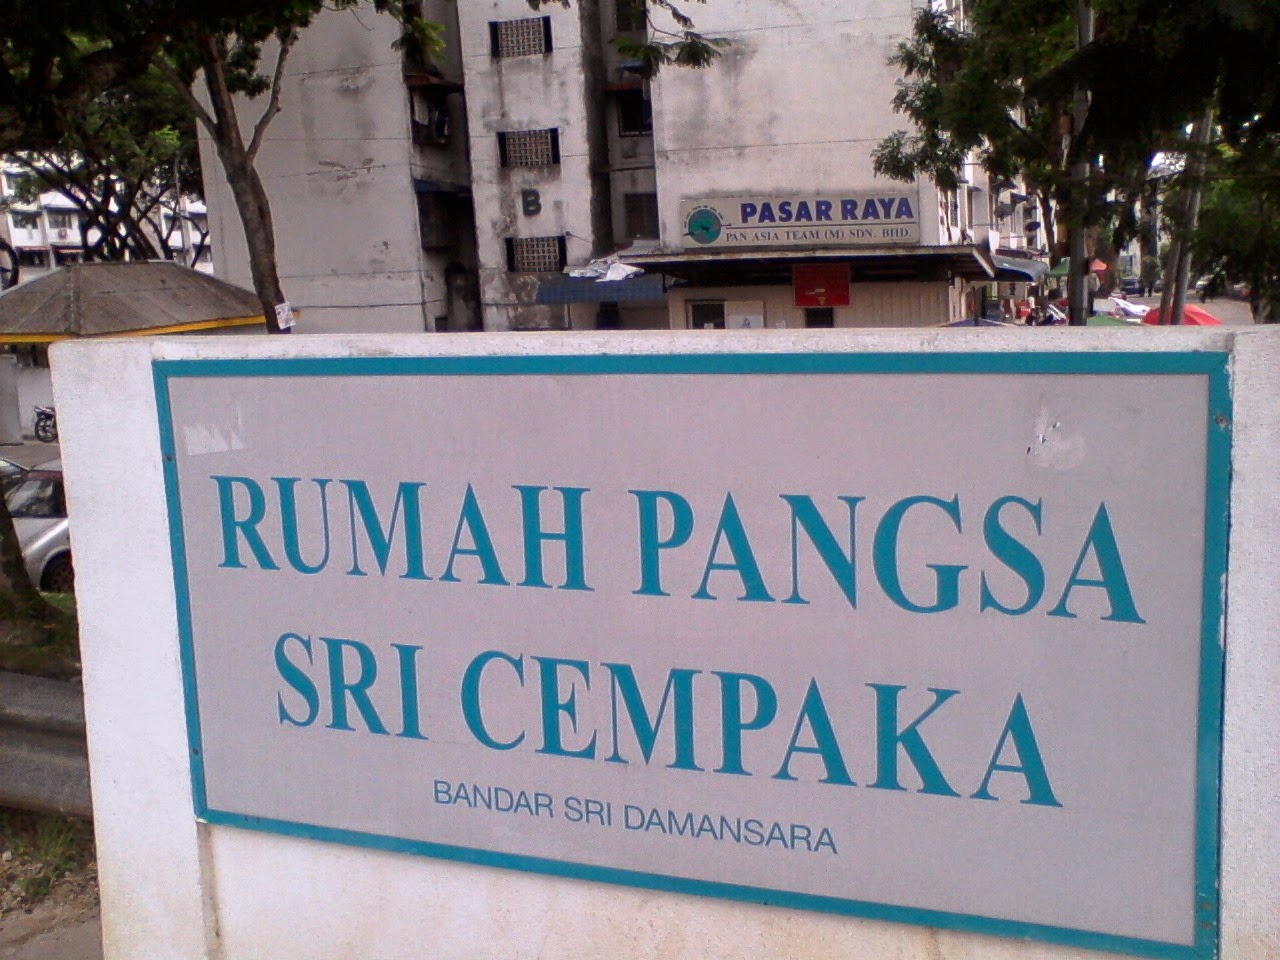 B
PASAR RAYA
PAN ASIA TEAM (M) SDN. BHD.
RUMAH PANGSA
SRI CEMPAKA
BANDAR SRI DAMANSARA